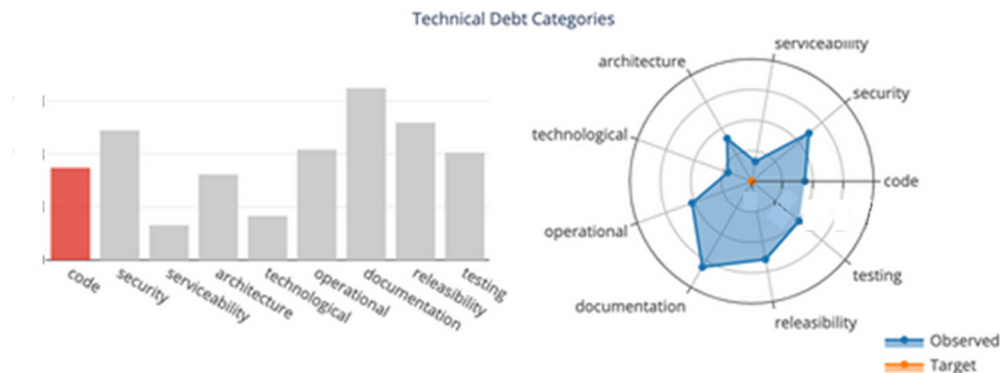 Technical Debt Categories
code
security
serviceability
architecture
technological
operational
documentation
releasibility
testing
serviceability
architecture
security
technological
code
operational
testing
documentation
releasibility
Observed
Target